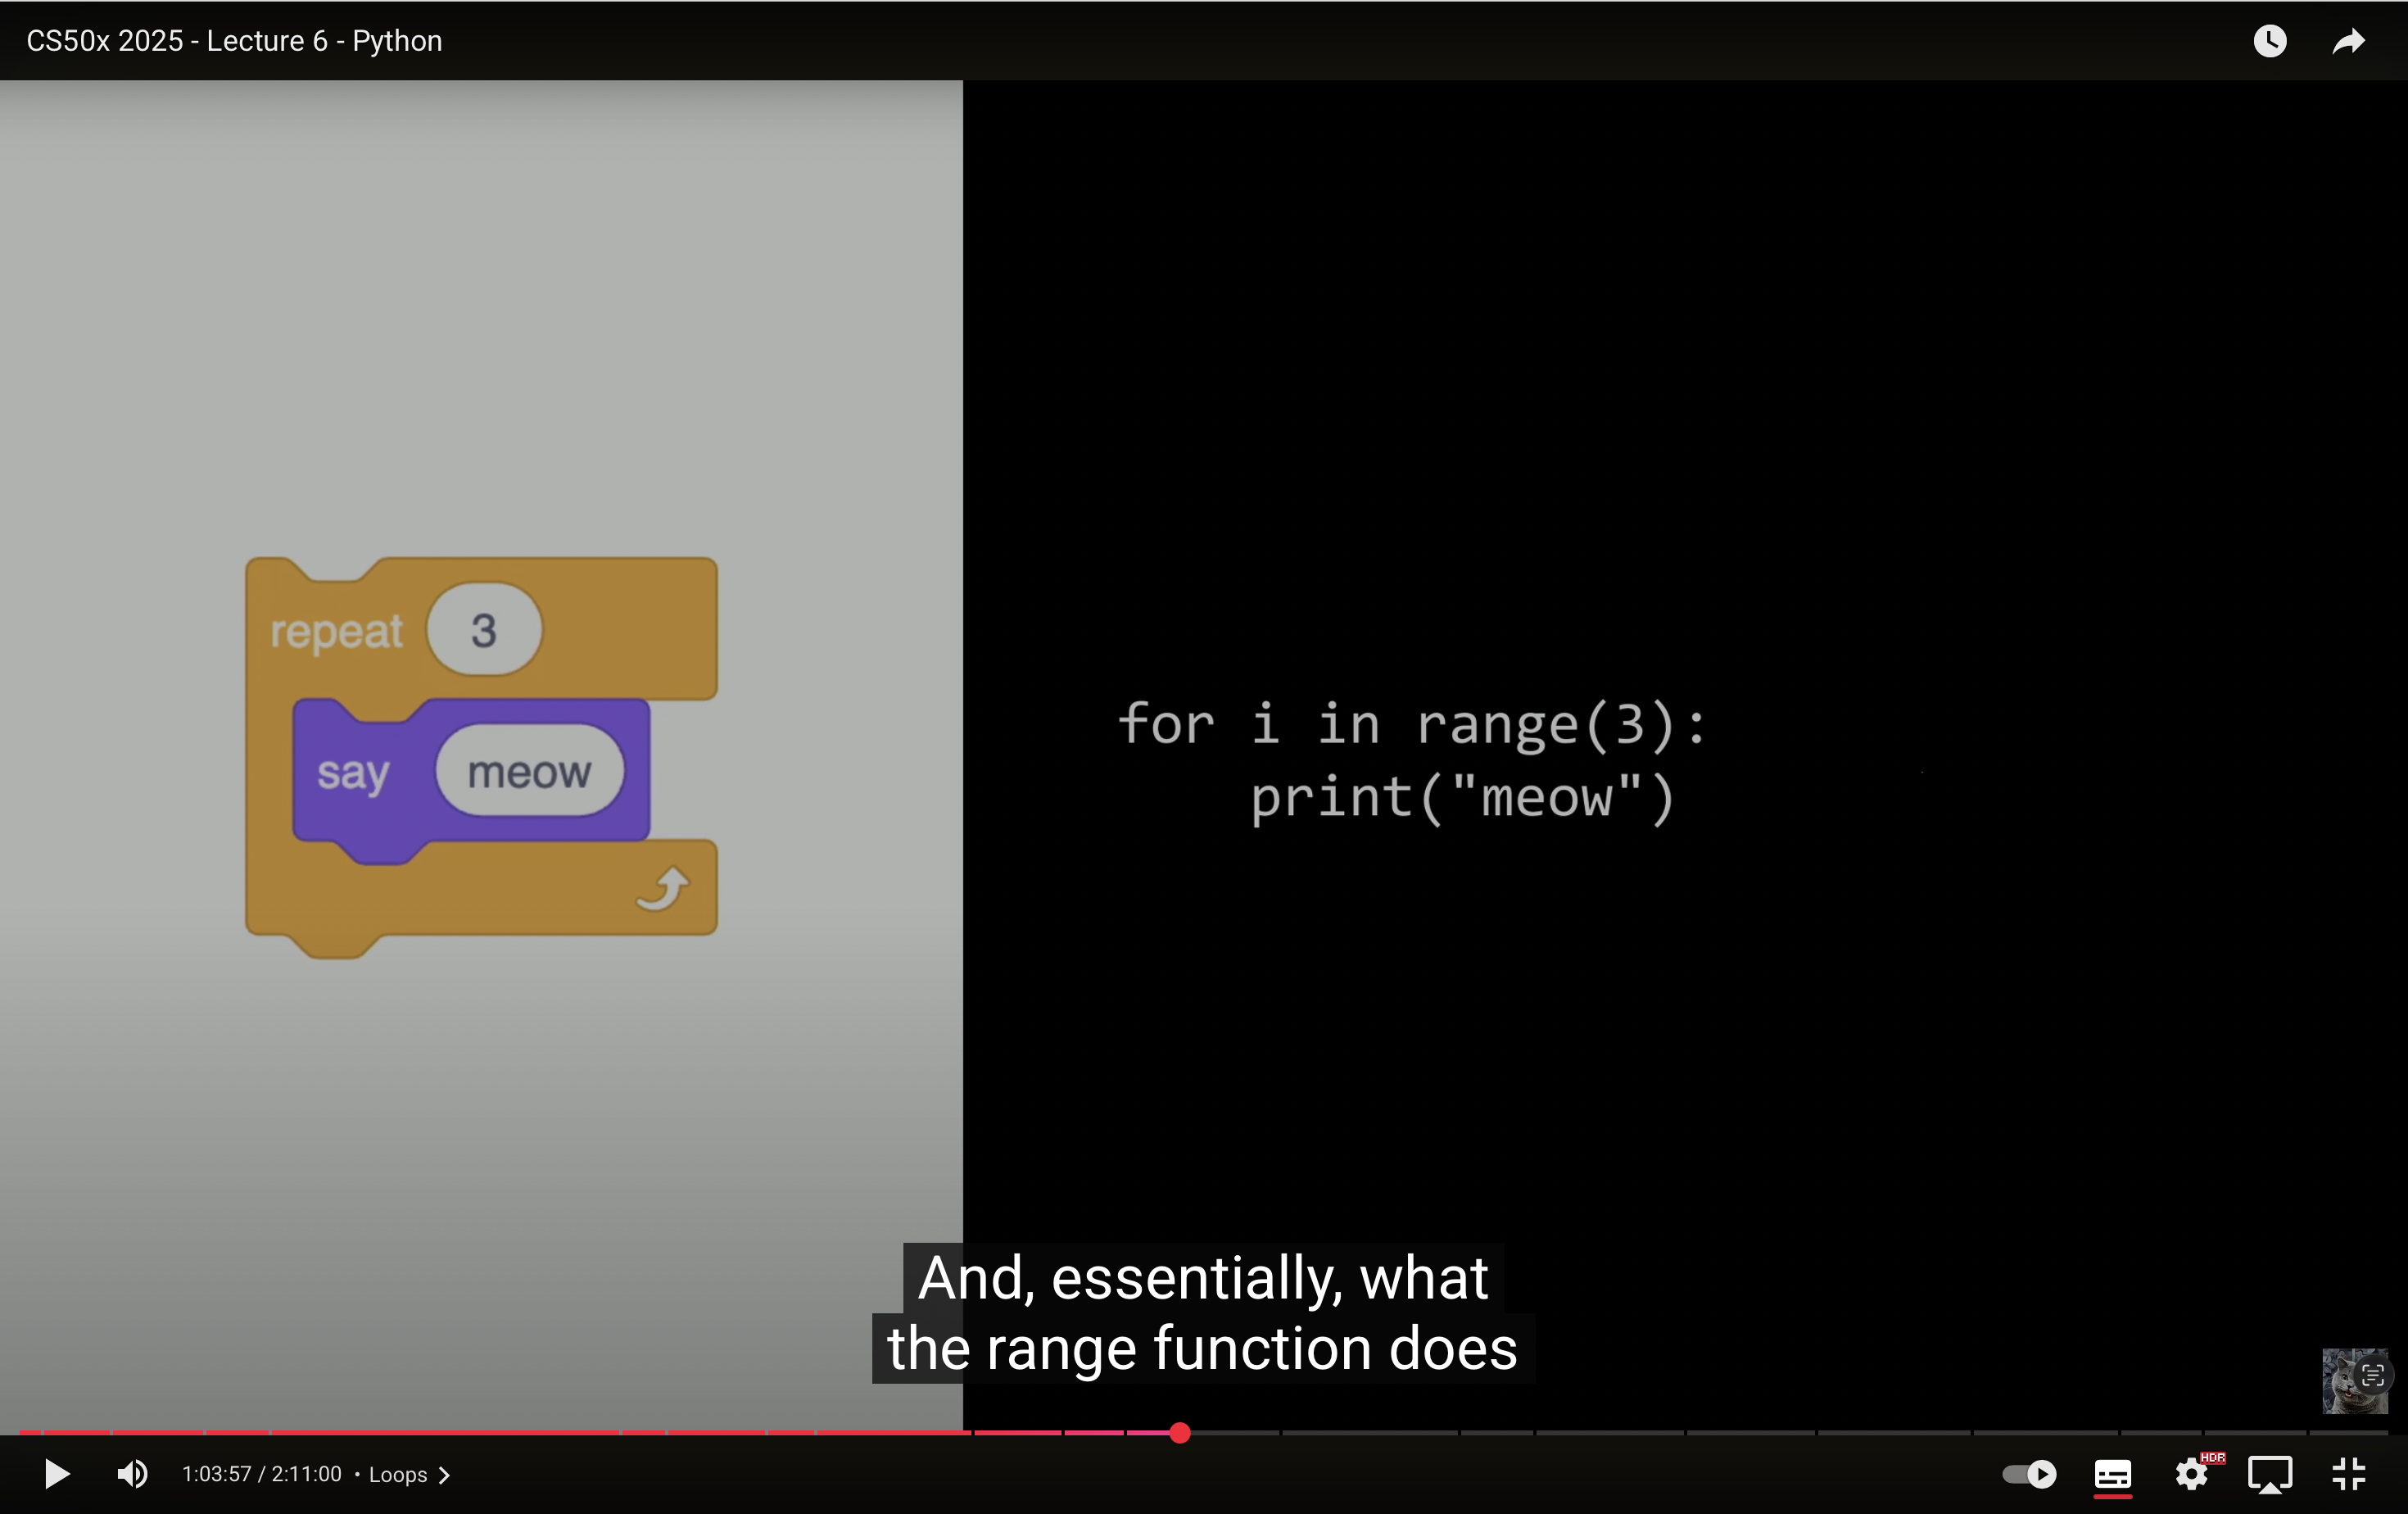 CS50x 2025 - Lecture 6 - Python
repeat 3
say meow
for i in range(3):
    print("meow")
And, essentially, what
the range function does
1:03:57 / 2:11:00 • Loops
HDR